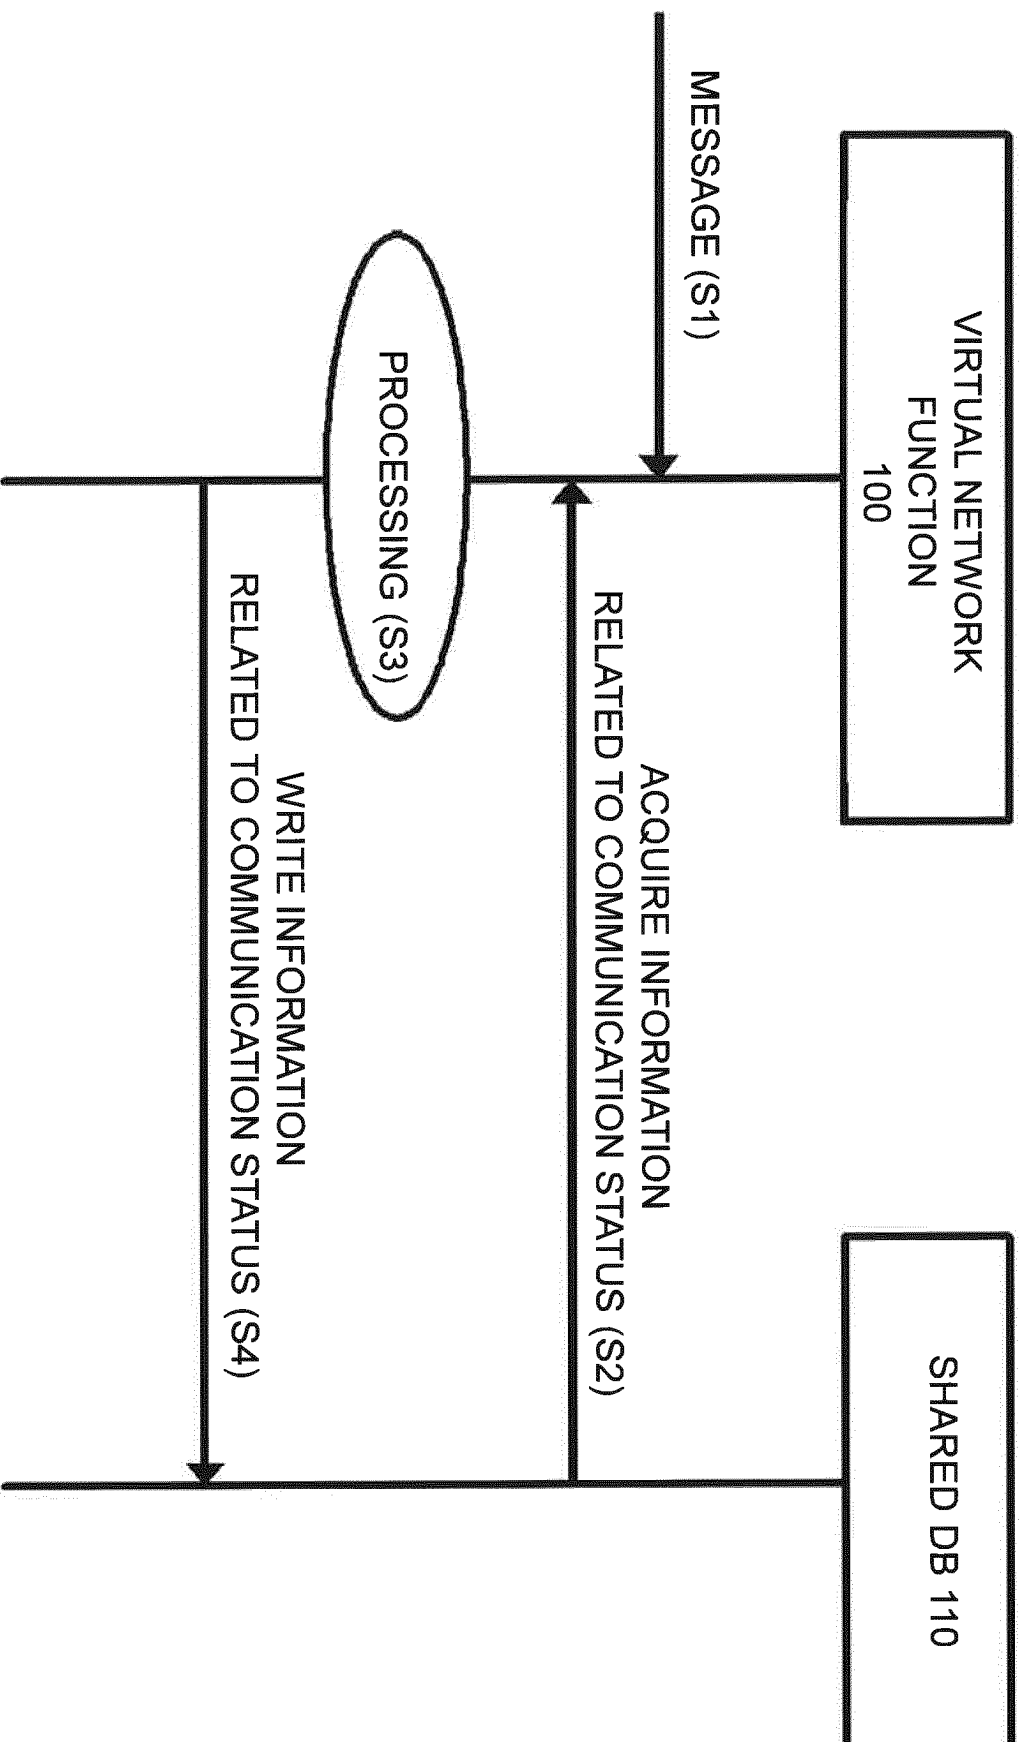 VIRTUAL NETWORK
FUNCTION
100
SHARED DB 110
MESSAGE (S1)
ACQUIRE INFORMATION
RELATED TO COMMUNICATION STATUS (S2)
PROCESSING (S3)
WRITE INFORMATION
RELATED TO COMMUNICATION STATUS (S4)